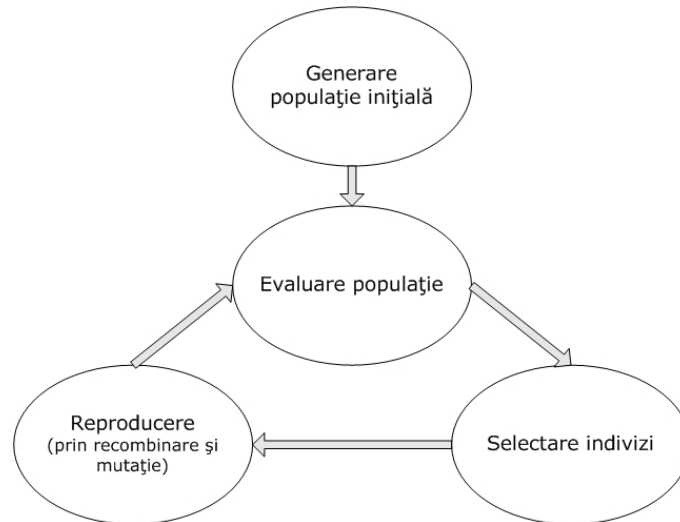 Generare
populaţie iniţială
Evaluare populaţie
Reproducere
(prin recombinare şi
mutaţie)
Selectare indivizi